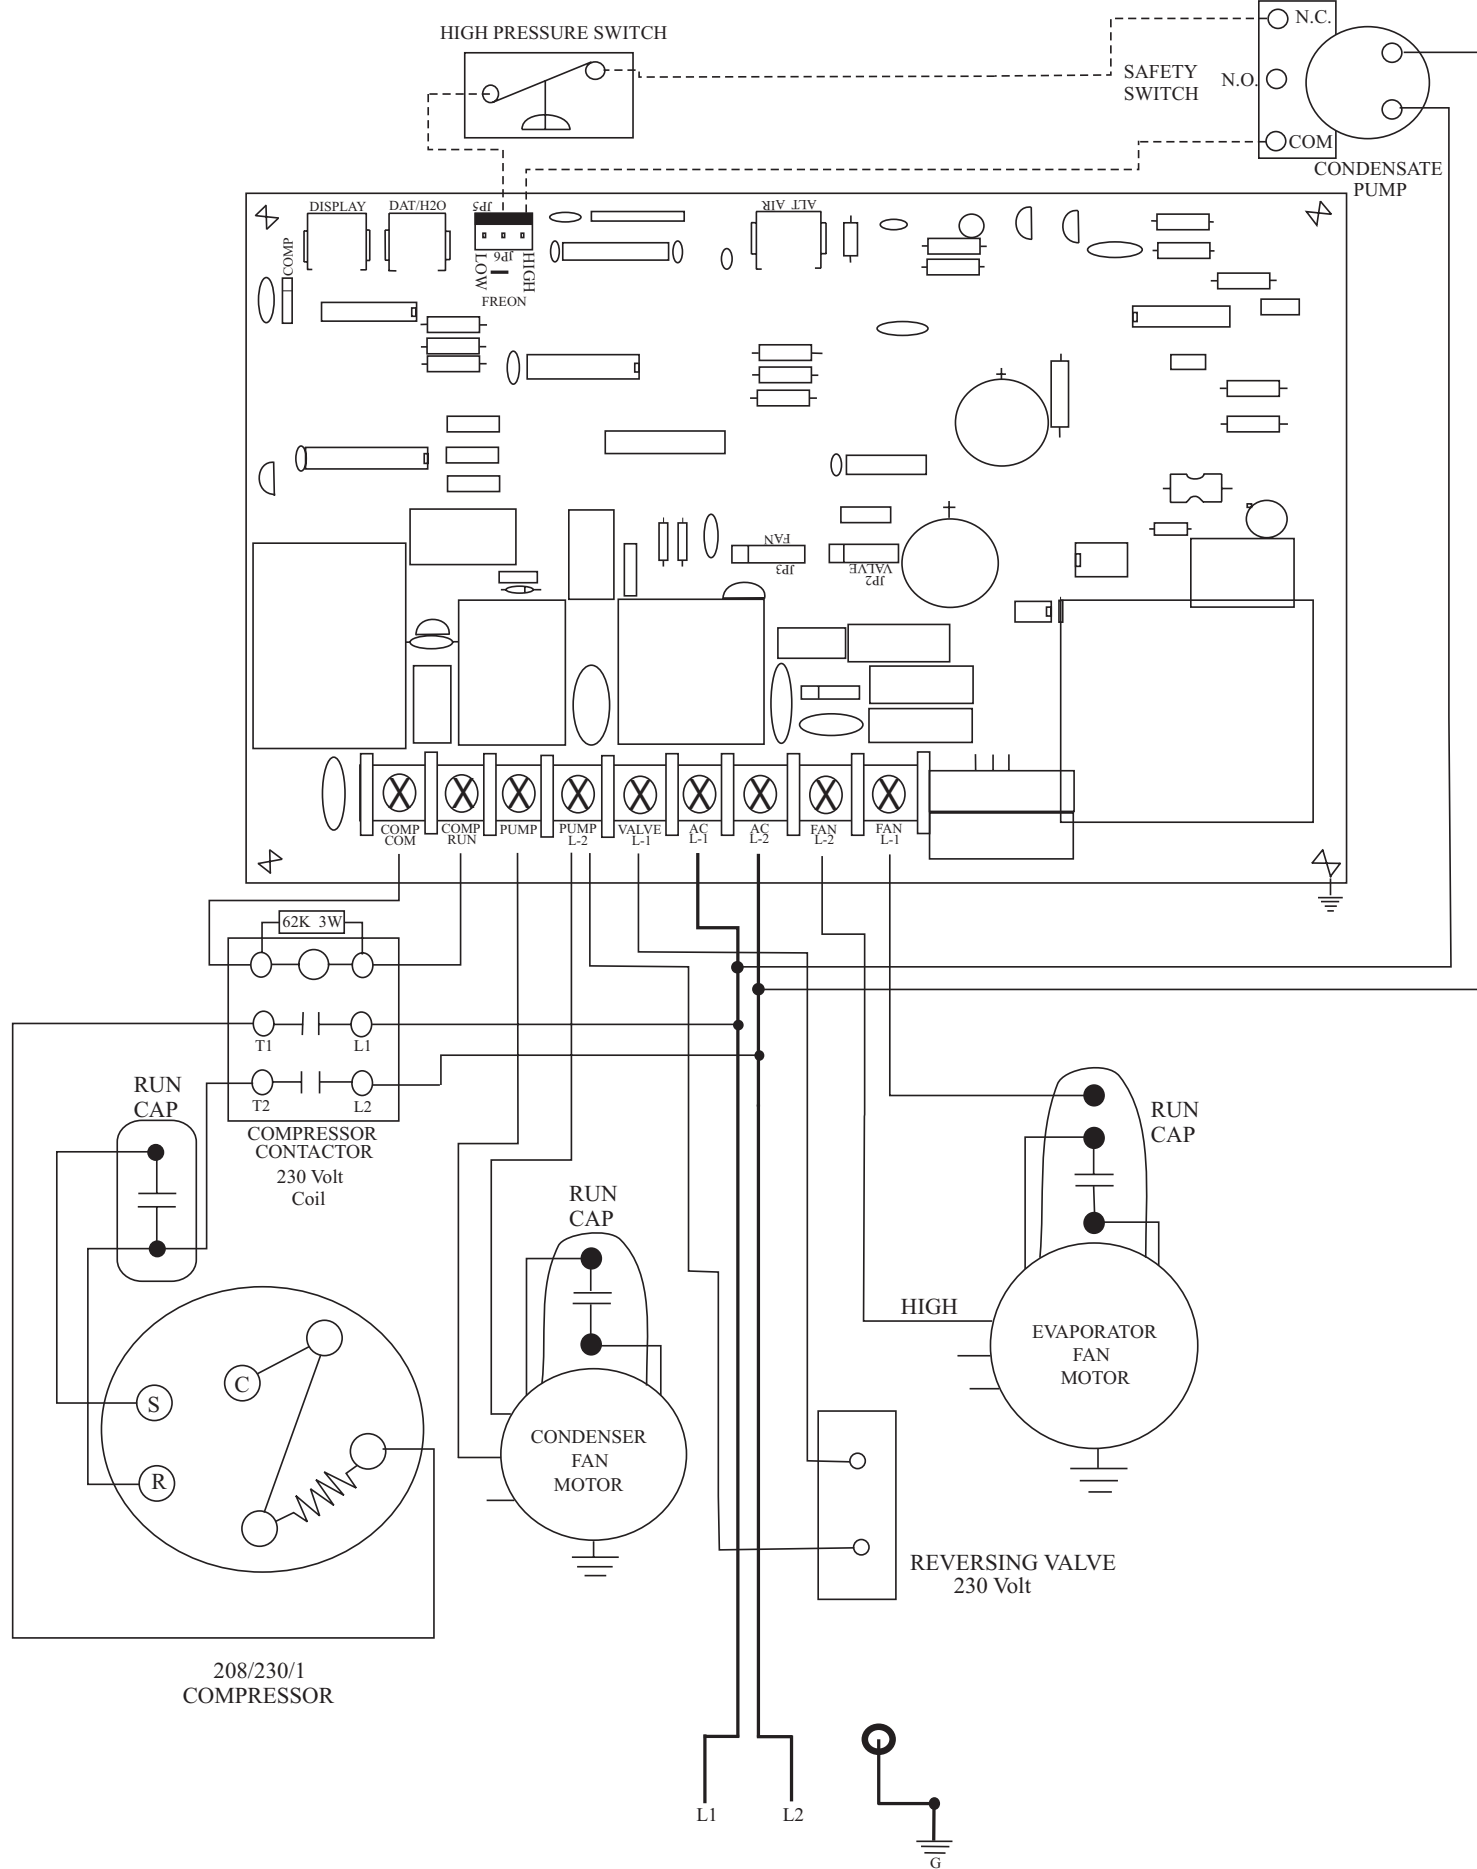 HIGH PRESSURE SWITCH
N.C.
SAFETY
SWITCH
N.O.
COM
CONDENSATE
PUMP
DISPLAY
DAT/H2O
JP5
ALT AIR
COMP
JP6
LOW
HIGH
FREON
FAN
JP3
VALVE
JP2
COMP
COM
COMP
RUN
PUMP
PUMP
L-2
VALVE
L-1
AC
L-1
AC
L-2
FAN
L-2
FAN
L-1
62K 3W
T1
L1
T2
L2
COMPRESSOR
CONTACTOR
230 Volt
Coil
RUN
CAP
RUN
CAP
RUN
CAP
HIGH
EVAPORATOR
FAN
MOTOR
C
S
R
CONDENSER
FAN
MOTOR
REVERSING VALVE
230 Volt
208/230/1
COMPRESSOR
L1
L2
G